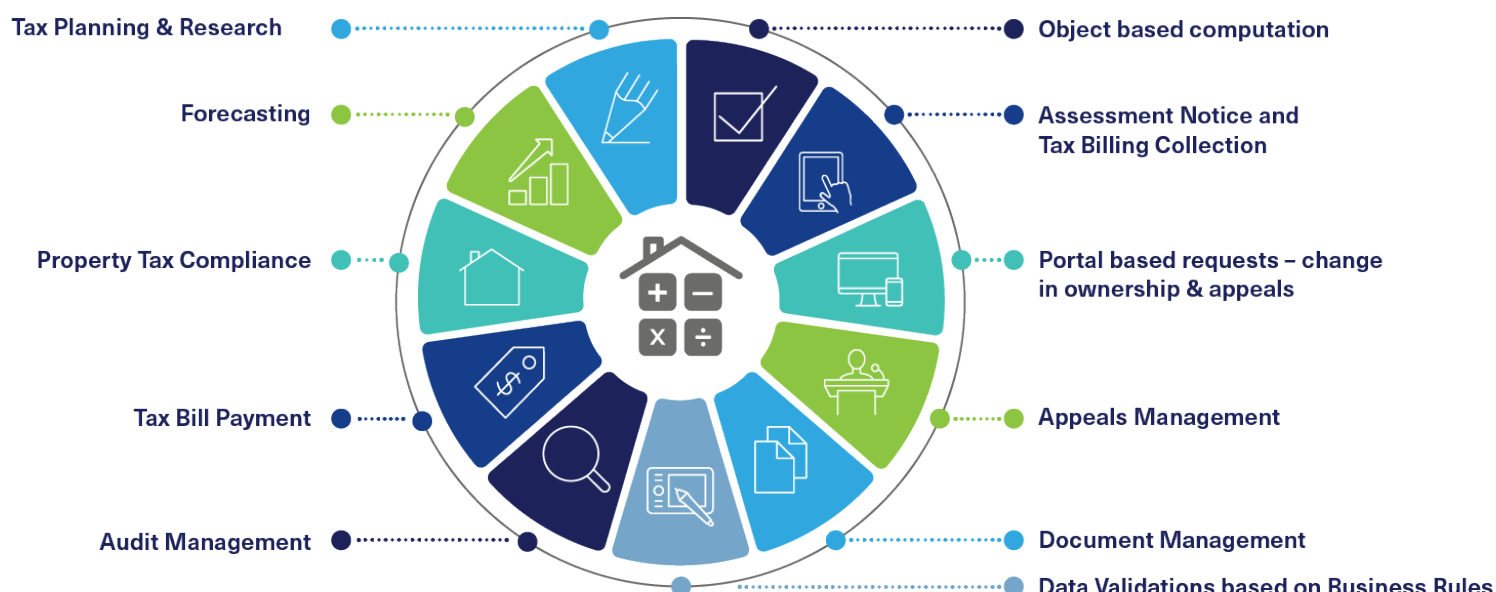 Tax Planning & Research
Object based computation
Forecasting
Assessment Notice and
Tax Billing Collection
Property Tax Compliance
Portal based requests – change
in ownership & appeals
+ −
x ÷
$
Tax Bill Payment
Appeals Management
Audit Management
Document Management
Data Validations based on Business Rules